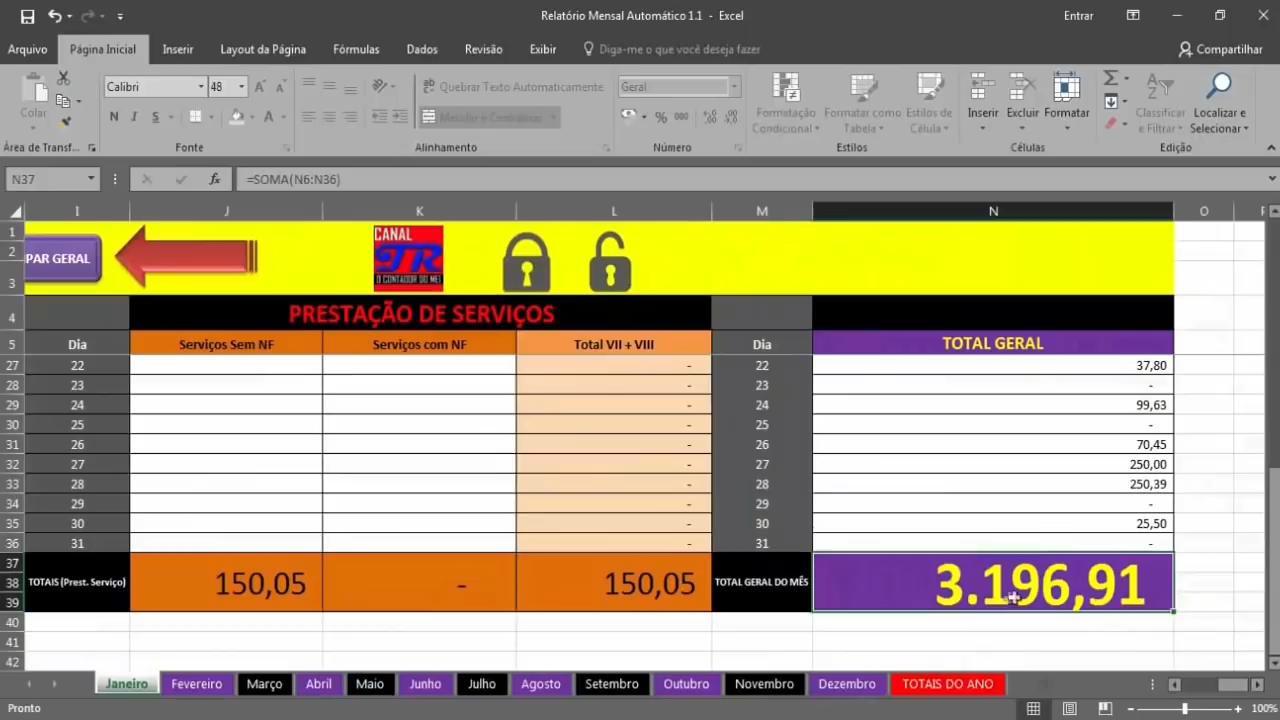 Relatório Mensal Automático 1.1 - Excel
Entrar
Arquivo Página Inicial Inserir Layout da Página Fórmulas Dados Revisão Exibir Diga-me o que você deseja fazer Compartilhar
Colar
Calibri 48
N I S
Quebrar Texto Automaticamente
Mesclar e Centralizar
Geral
% 000
Formatação Condicional
Formatar como Tabela
Estilos de Célula
Inserir Excluir Formatar
Classificar e Filtrar
Localizar e Selecionar
Área de Transf... Fonte Alinhamento Número Estilos Células Edição
N37 fx =SOMA(N6:N36)
I J K L M N O
1
2 PAR GERAL
3
CANAL
TR
O CONTADOR DO MEI
4 PRESTAÇÃO DE SERVIÇOS
5 Dia Serviços Sem NF Serviços com NF Total VII + VIII Dia TOTAL GERAL
27 22 - 22 37,80
28 23 - 23 -
29 24 - 24 99,63
30 25 - 25 -
31 26 - 26 70,45
32 27 - 27 250,00
33 28 - 28 250,39
34 29 - 29 -
35 30 - 30 25,50
36 31 - 31 -
37
38 TOTAIS (Prest. Serviço) 150,05 - 150,05 TOTAL GERAL DO MÊS 3.196,91
39
40
41
42
Janeiro Fevereiro Março Abril Maio Junho Julho Agosto Setembro Outubro Novembro Dezembro TOTAIS DO ANO
Pronto
100%